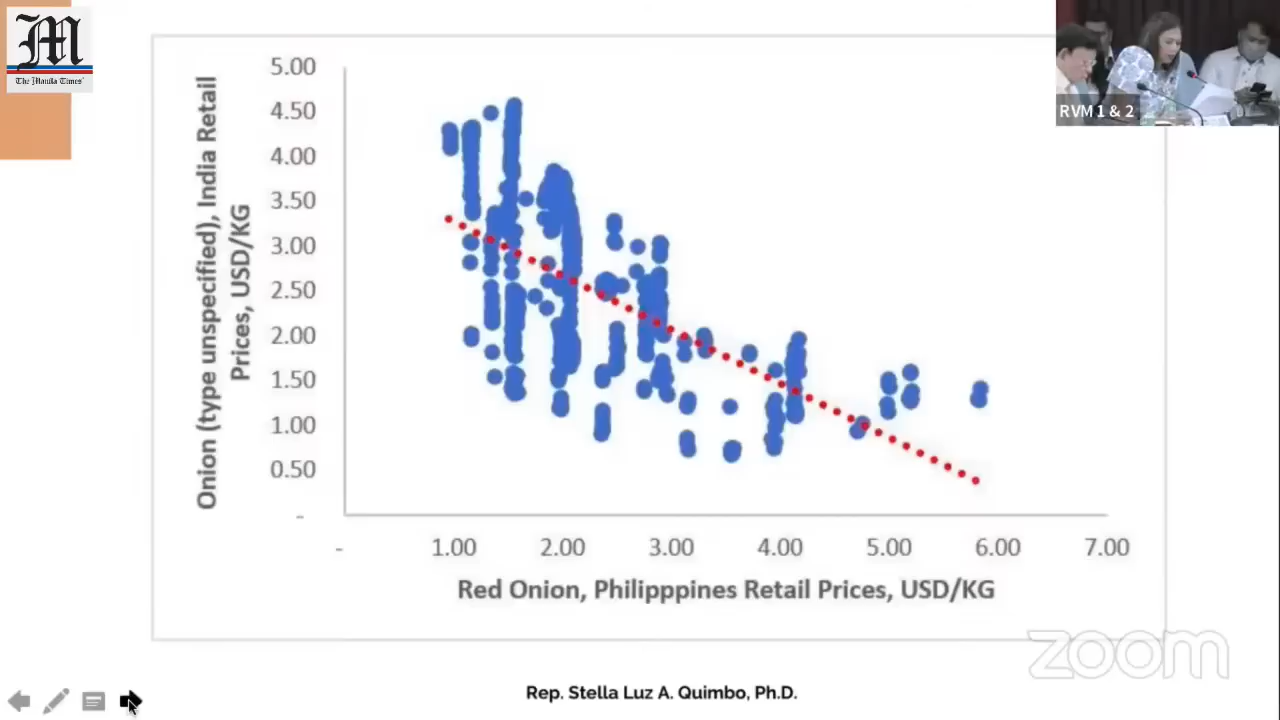 M
The Manila Times
RVM 1 & 2
Onion (type unspecified), India Retail
Prices, USD/KG
5.00
4.50
4.00
3.50
3.00
2.50
2.00
1.50
1.00
0.50
-
- 1.00 2.00 3.00 4.00 5.00 6.00 7.00
Red Onion, Philipppines Retail Prices, USD/KG
zoom
Rep. Stella Luz A. Quimbo, Ph.D.